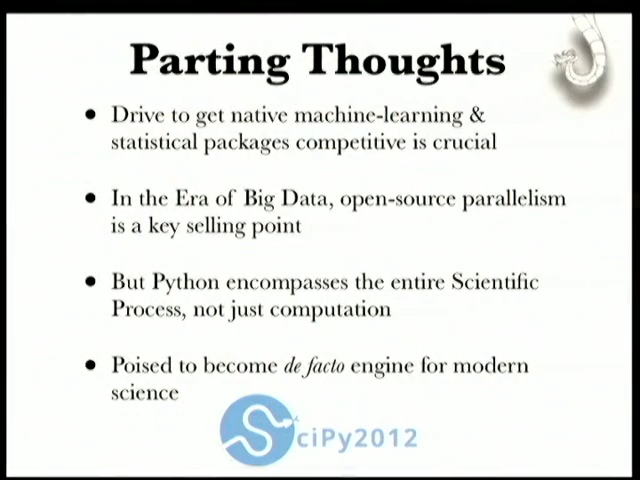 Parting Thoughts
• Drive to get native machine-learning &
statistical packages competitive is crucial
• In the Era of Big Data, open-source parallelism
is a key selling point
• But Python encompasses the entire Scientific
Process, not just computation
• Poised to become de facto engine for modern
science
SciPy2012